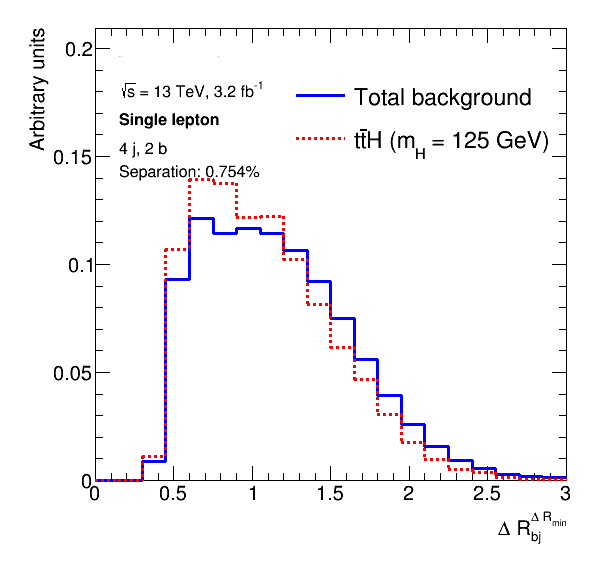 Arbitrary units
0.2
0.15
0.1
0.05
0
√s = 13 TeV, 3.2 fb⁻¹
Single lepton
4 j, 2 b
Separation: 0.754%
Total background
tt̄H (m_H = 125 GeV)
0 0.5 1 1.5 2 2.5 3
Δ R_bj^Δ R_min